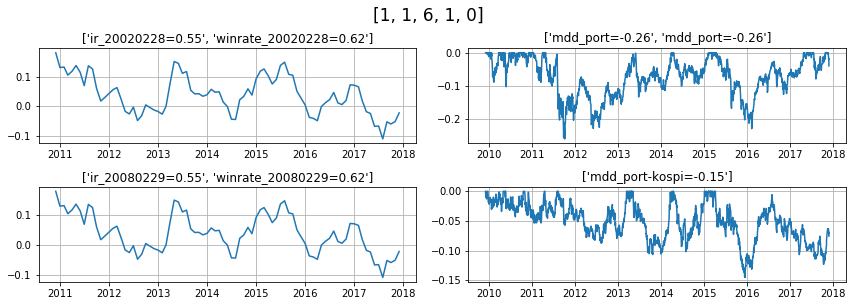 [1, 1, 6, 1, 0]
['ir_20020228=0.55', 'winrate_20020228=0.62']
0.1
0.0
−0.1
2011 2012 2013 2014 2015 2016 2017 2018
['mdd_port=-0.26', 'mdd_port=-0.26']
0.0
−0.1
−0.2
2010 2011 2012 2013 2014 2015 2016 2017 2018
['ir_20080229=0.55', 'winrate_20080229=0.62']
0.1
0.0
−0.1
2011 2012 2013 2014 2015 2016 2017 2018
['mdd_port-kospi=-0.15']
0.00
−0.05
−0.10
−0.15
2010 2011 2012 2013 2014 2015 2016 2017 2018